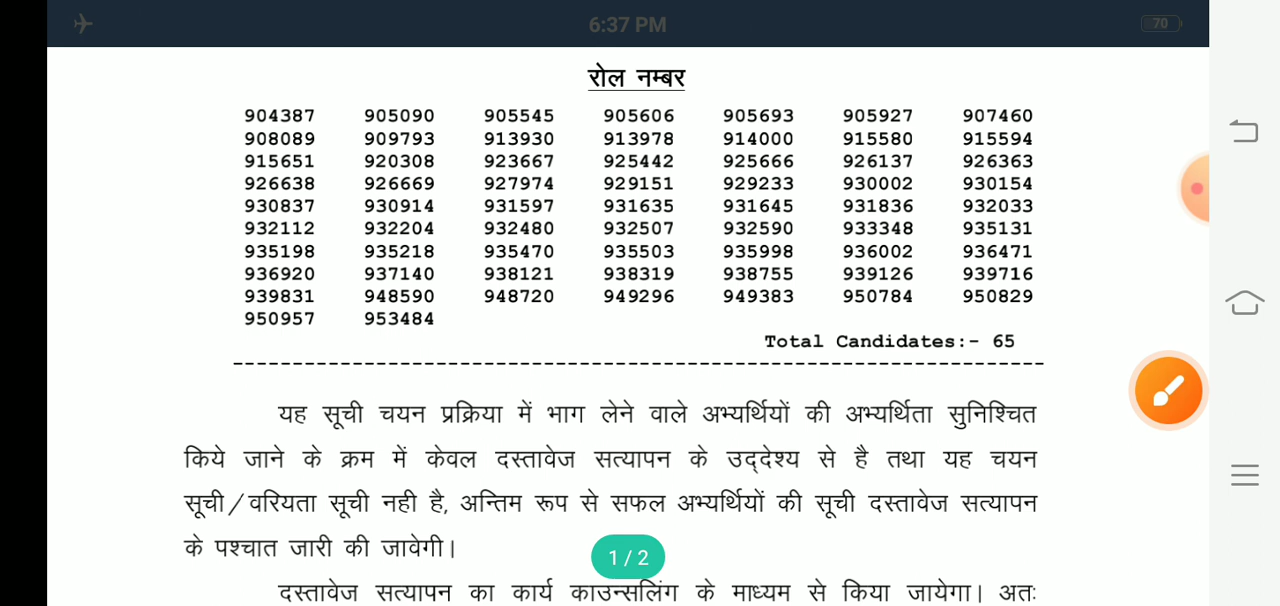 6:37 PM
70
रोल नम्बर
904387 905090 905545 905606 905693 905927 907460
908089 909793 913930 913978 914000 915580 915594
915651 920308 923667 925442 925666 926137 926363
926638 926669 927974 929151 929233 930002 930154
930837 930914 931597 931635 931645 931836 932033
932112 932204 932480 932507 932590 933348 935131
935198 935218 935470 935503 935998 936002 936471
936920 937140 938121 938319 938755 939126 939716
939831 948590 948720 949296 949383 950784 950829
950957 953484
Total Candidates:- 65
यह सूची चयन प्रक्रिया में भाग लेने वाले अभ्यर्थियों की अभ्यर्थिता सुनिश्चित
किये जाने के क्रम में केवल दस्तावेज सत्यापन के उद्देश्य से है तथा यह चयन
सूची/वरियता सूची नही है, अन्तिम रूप से सफल अभ्यर्थियों की सूची दस्तावेज सत्यापन
के पश्चात जारी की जावेगी।
1 / 2
दस्तावेज सत्यापन का कार्य काउन्सलिंग के माध्यम से किया जायेगा। अतः